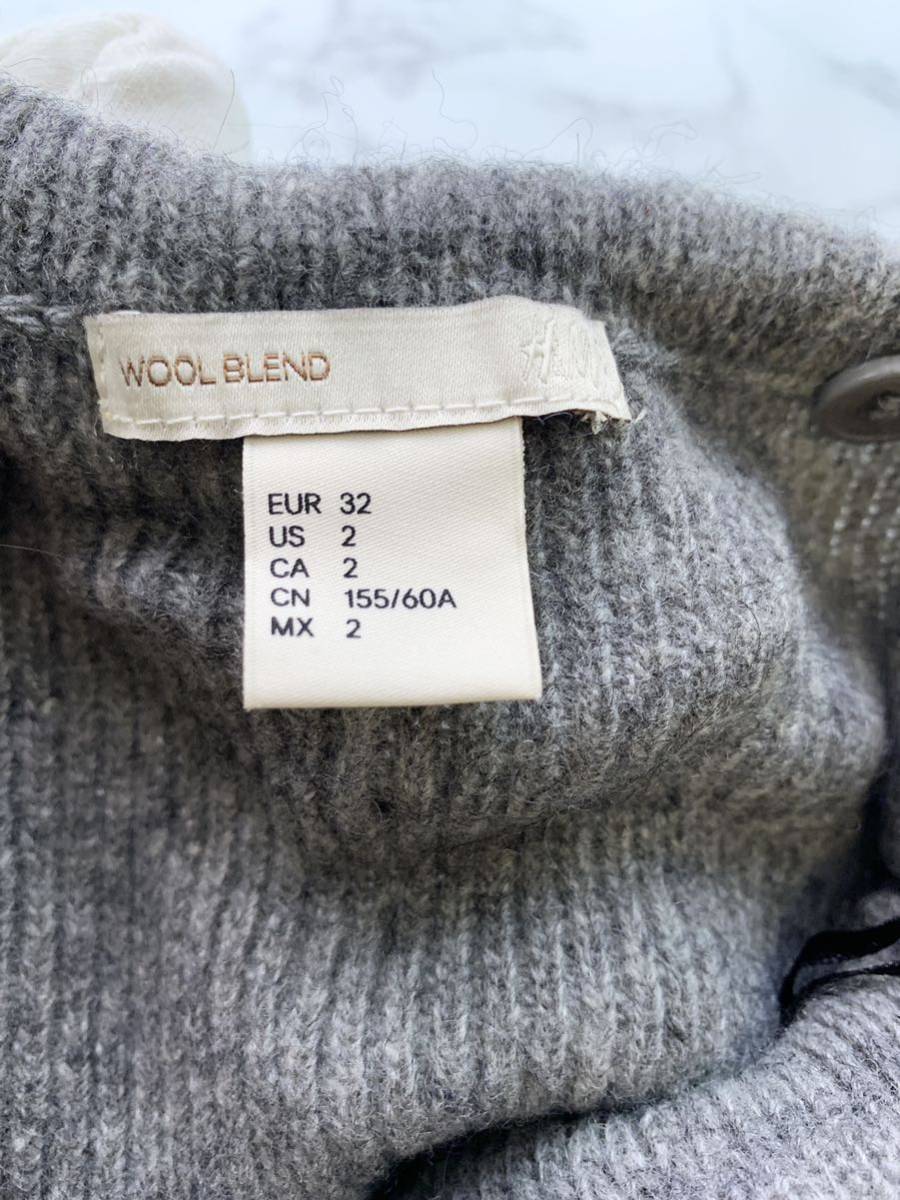 WOOL BLEND
EUR 32
US 2
CA 2
CN 155/60A
MX 2